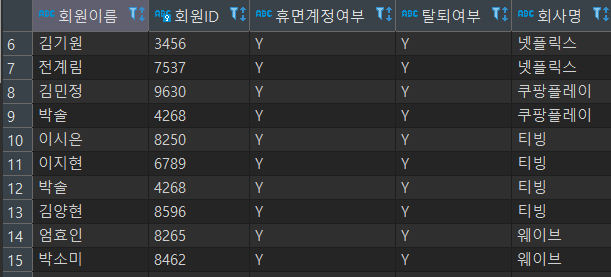 ABC 회원이름 ABC 회원ID ABC 휴면계정여부 ABC 탈퇴여부 ABC 회사명
6 김기원 3456 Y Y 넷플릭스
7 전계림 7537 Y Y 넷플릭스
8 김민정 9630 Y Y 쿠팡플레이
9 박솔 4268 Y Y 쿠팡플레이
10 이시은 8250 Y Y 티빙
11 이지현 6789 Y Y 티빙
12 박솔 4268 Y Y 티빙
13 김양현 8596 Y Y 티빙
14 엄효인 8265 Y Y 웨이브
15 박소미 8462 Y Y 웨이브